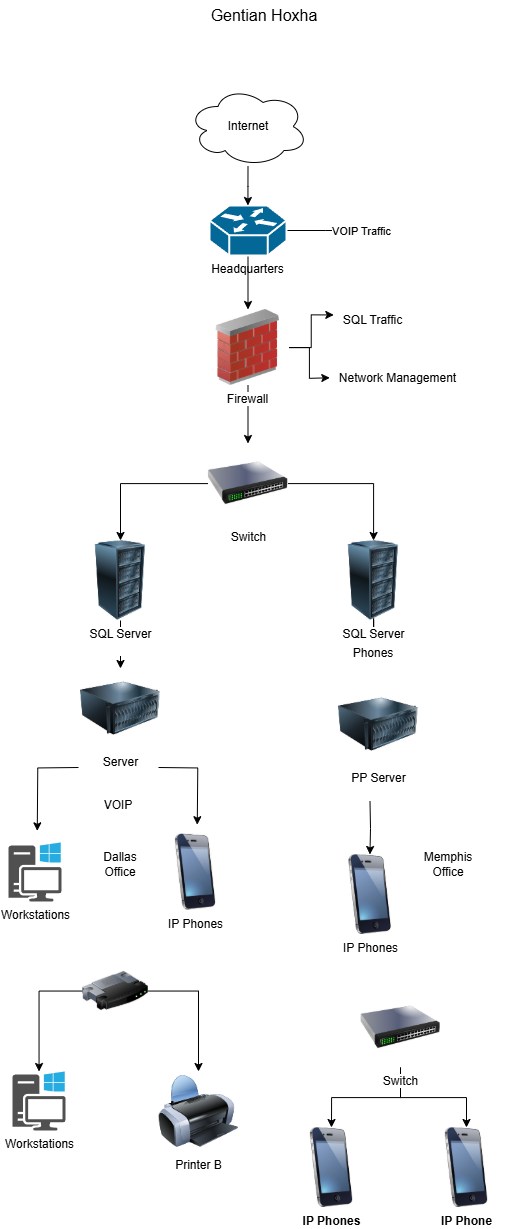 Gentian Hoxha
Internet
VOIP Traffic
Headquarters
SQL Traffic
Network Management
Firewall
Switch
SQL Server
SQL Server
Phones
Server
PP Server
VOIP
Dallas
Office
Memphis
Office
Workstations
IP Phones
IP Phones
Switch
Workstations
Printer B
IP Phones
IP Phone